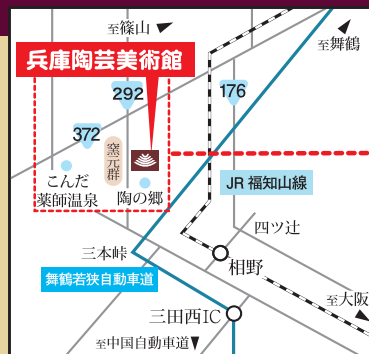 至篠山
至舞鶴
兵庫陶芸美術館
292
176
372
窯元群
こんだ
薬師温泉
陶の郷
JR 福知山線
四ツ辻
三本峠
相野
舞鶴若狭自動車道
至大阪
三田西IC
至中国自動車道